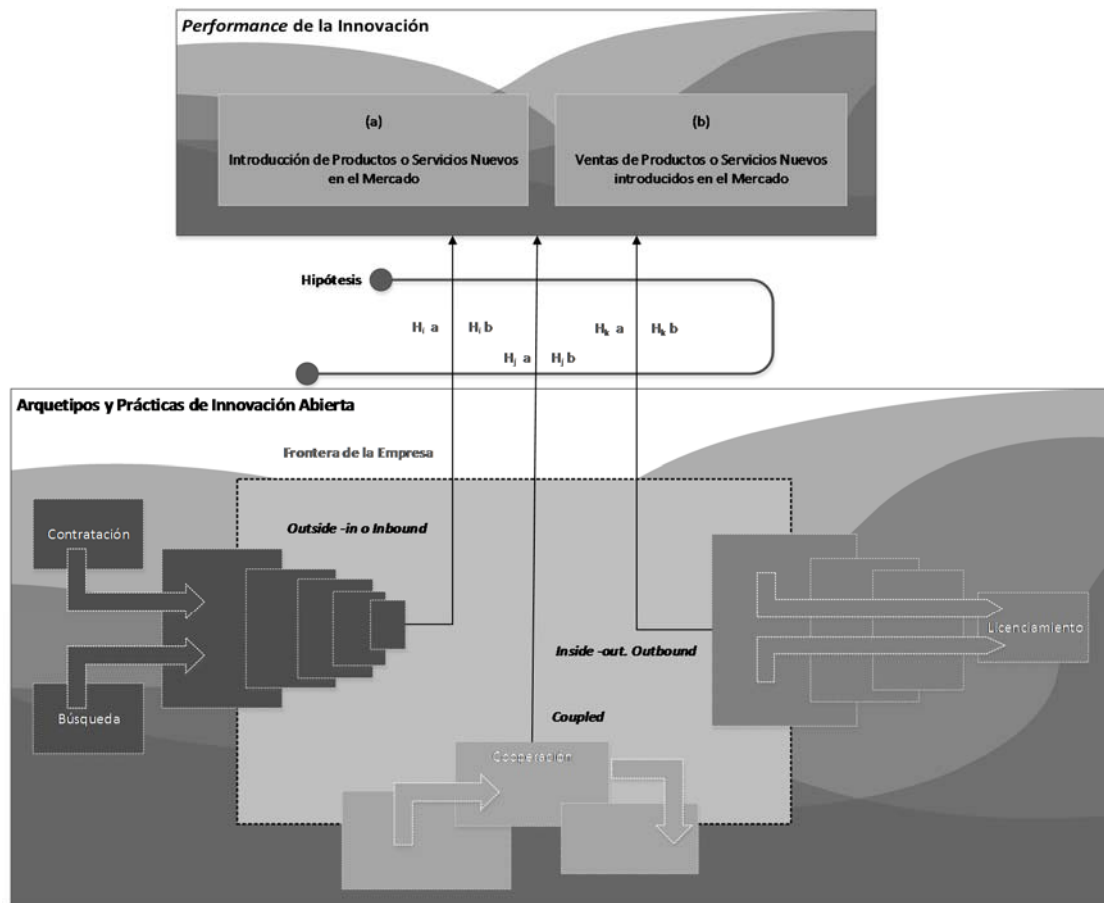 Performance de la Innovación
(a)
Introducción de Productos o Servicios Nuevos
en el Mercado
(b)
Ventas de Productos o Servicios Nuevos
introducidos en el Mercado
Hipótesis
Hᵢ a
Hᵢ b
Hₖ a
Hₖ b
Hⱼ a
Hⱼ b
Arquetipos y Prácticas de Innovación Abierta
Frontera de la Empresa
Contratación
Outside -in o Inbound
Búsqueda
Inside -out. Outbound
Licenciamiento
Coupled
Cooperación